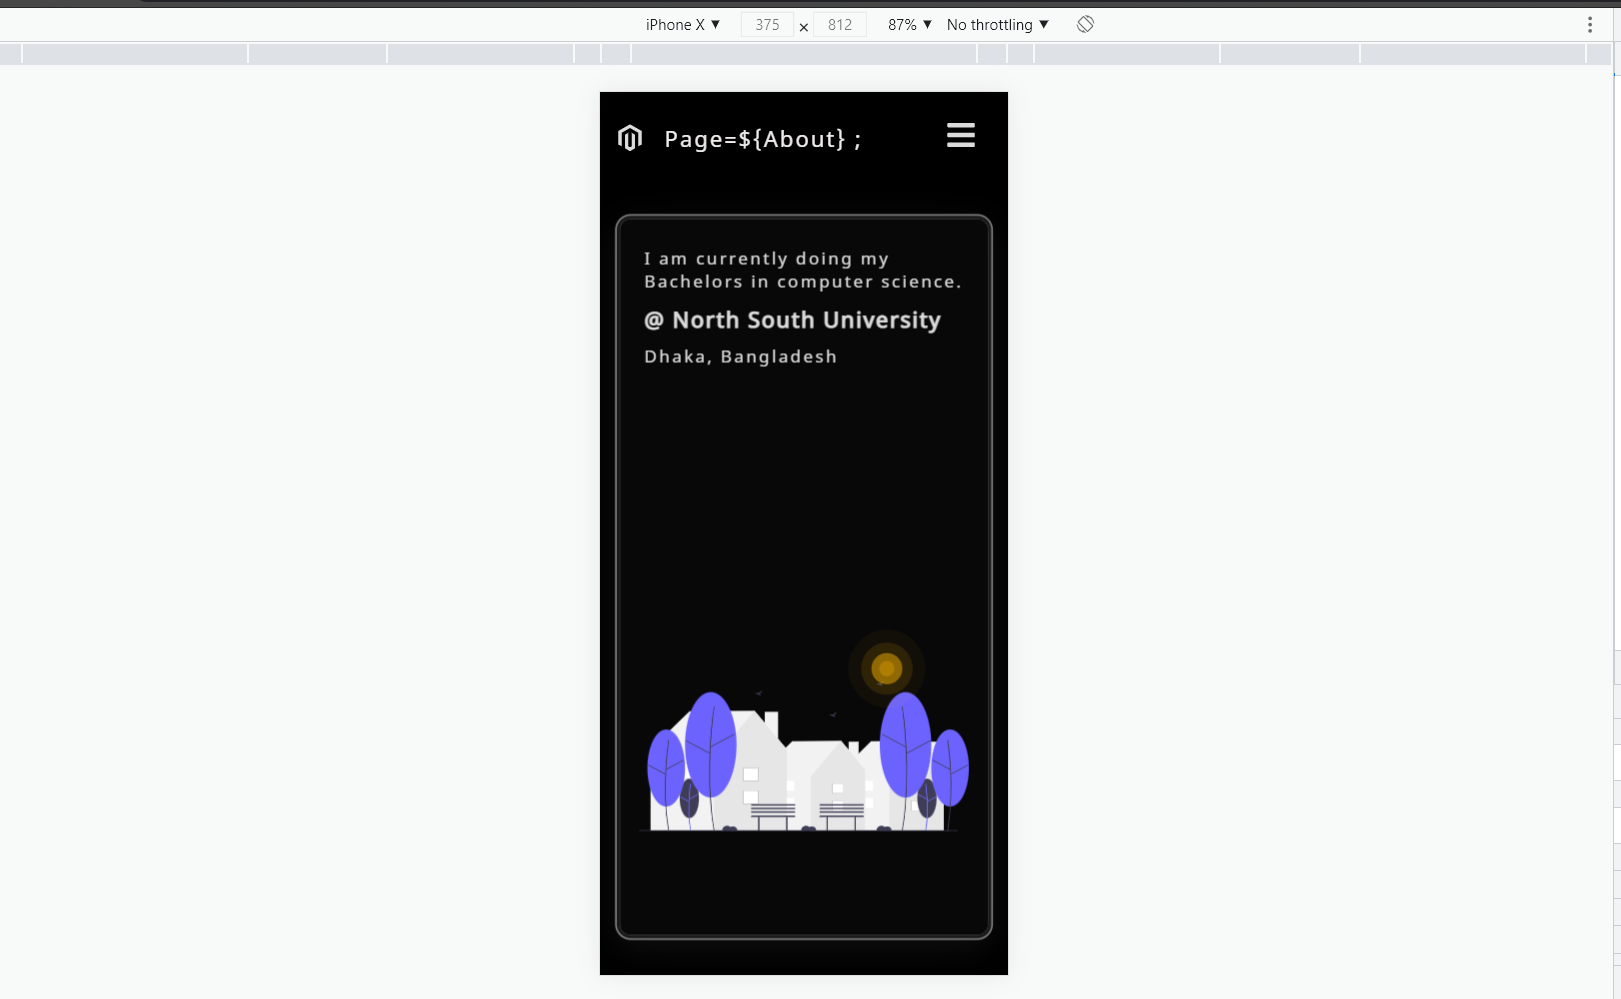 iPhone X ▼ 375 × 812 87% ▼ No throttling ▼
Page=${About} ;
I am currently doing my
Bachelors in computer science.
@ North South University
Dhaka, Bangladesh